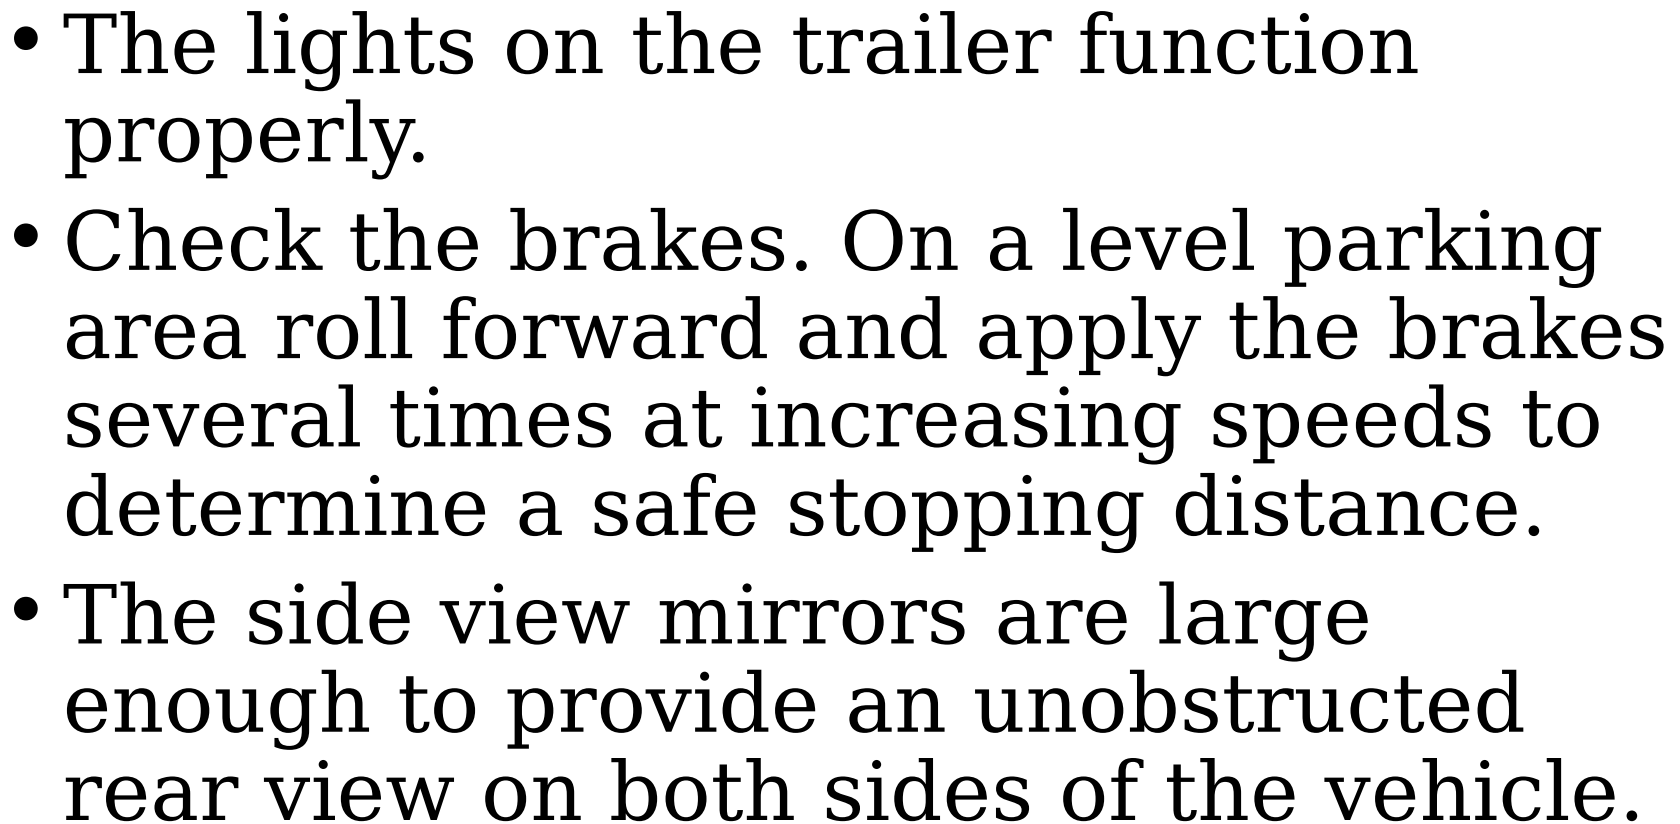 • The lights on the trailer function
properly.
• Check the brakes. On a level parking
area roll forward and apply the brakes
several times at increasing speeds to
determine a safe stopping distance.
• The side view mirrors are large
enough to provide an unobstructed
rear view on both sides of the vehicle.